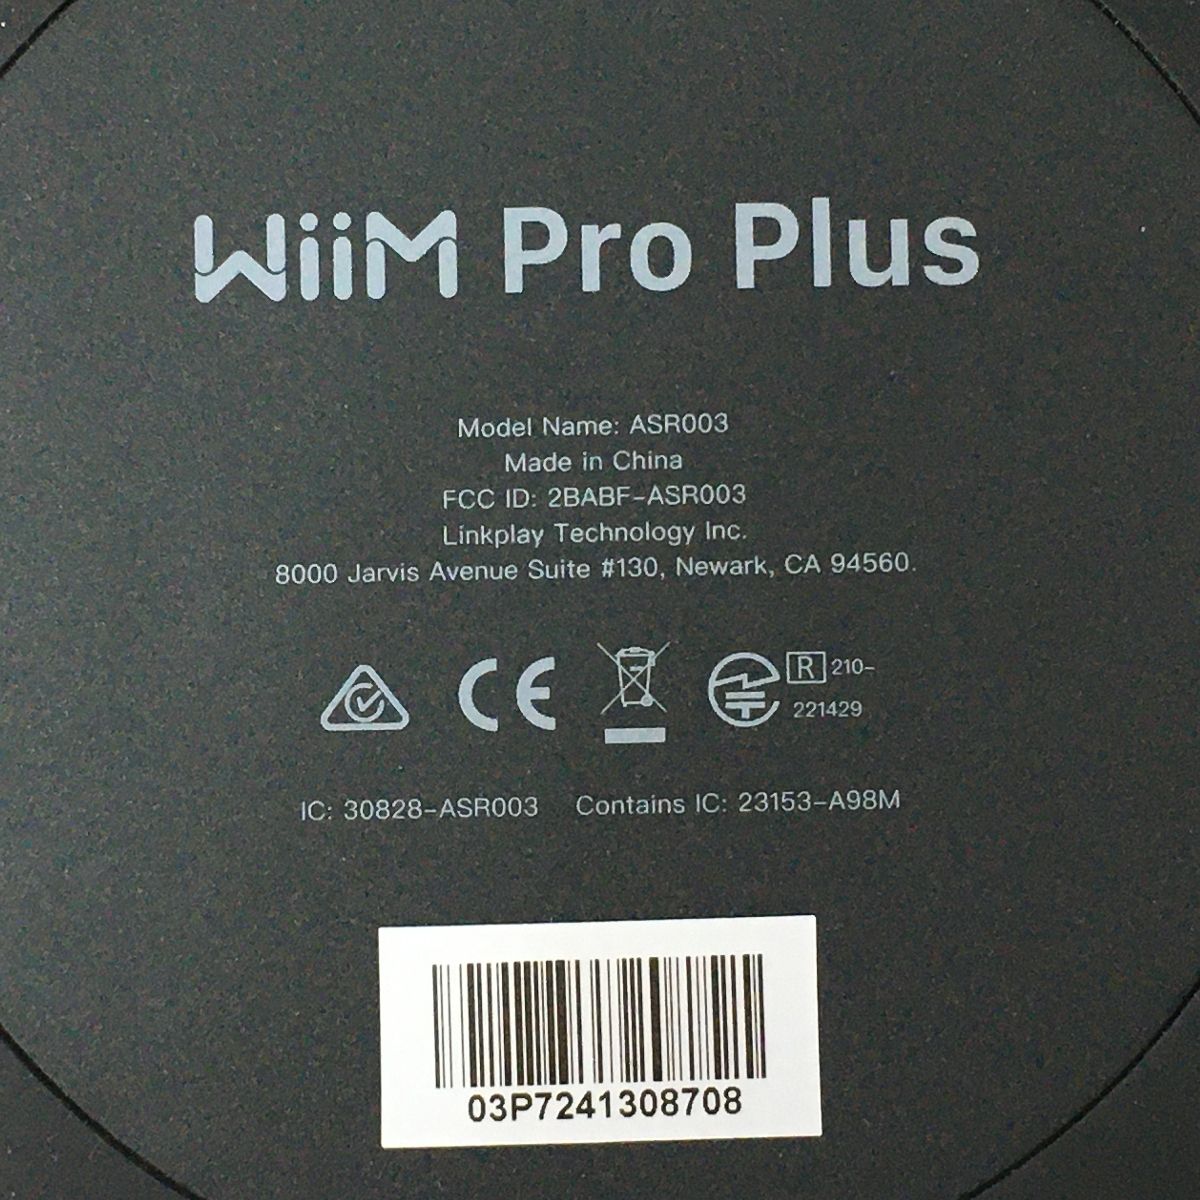 WiiM Pro Plus
Model Name: ASR003
Made in China
FCC ID: 2BABF-ASR003
Linkplay Technology Inc.
8000 Jarvis Avenue Suite #130, Newark, CA 94560.
CE R 210-
221429
IC: 30828-ASR003 Contains IC: 23153-A98M
03P7241308708